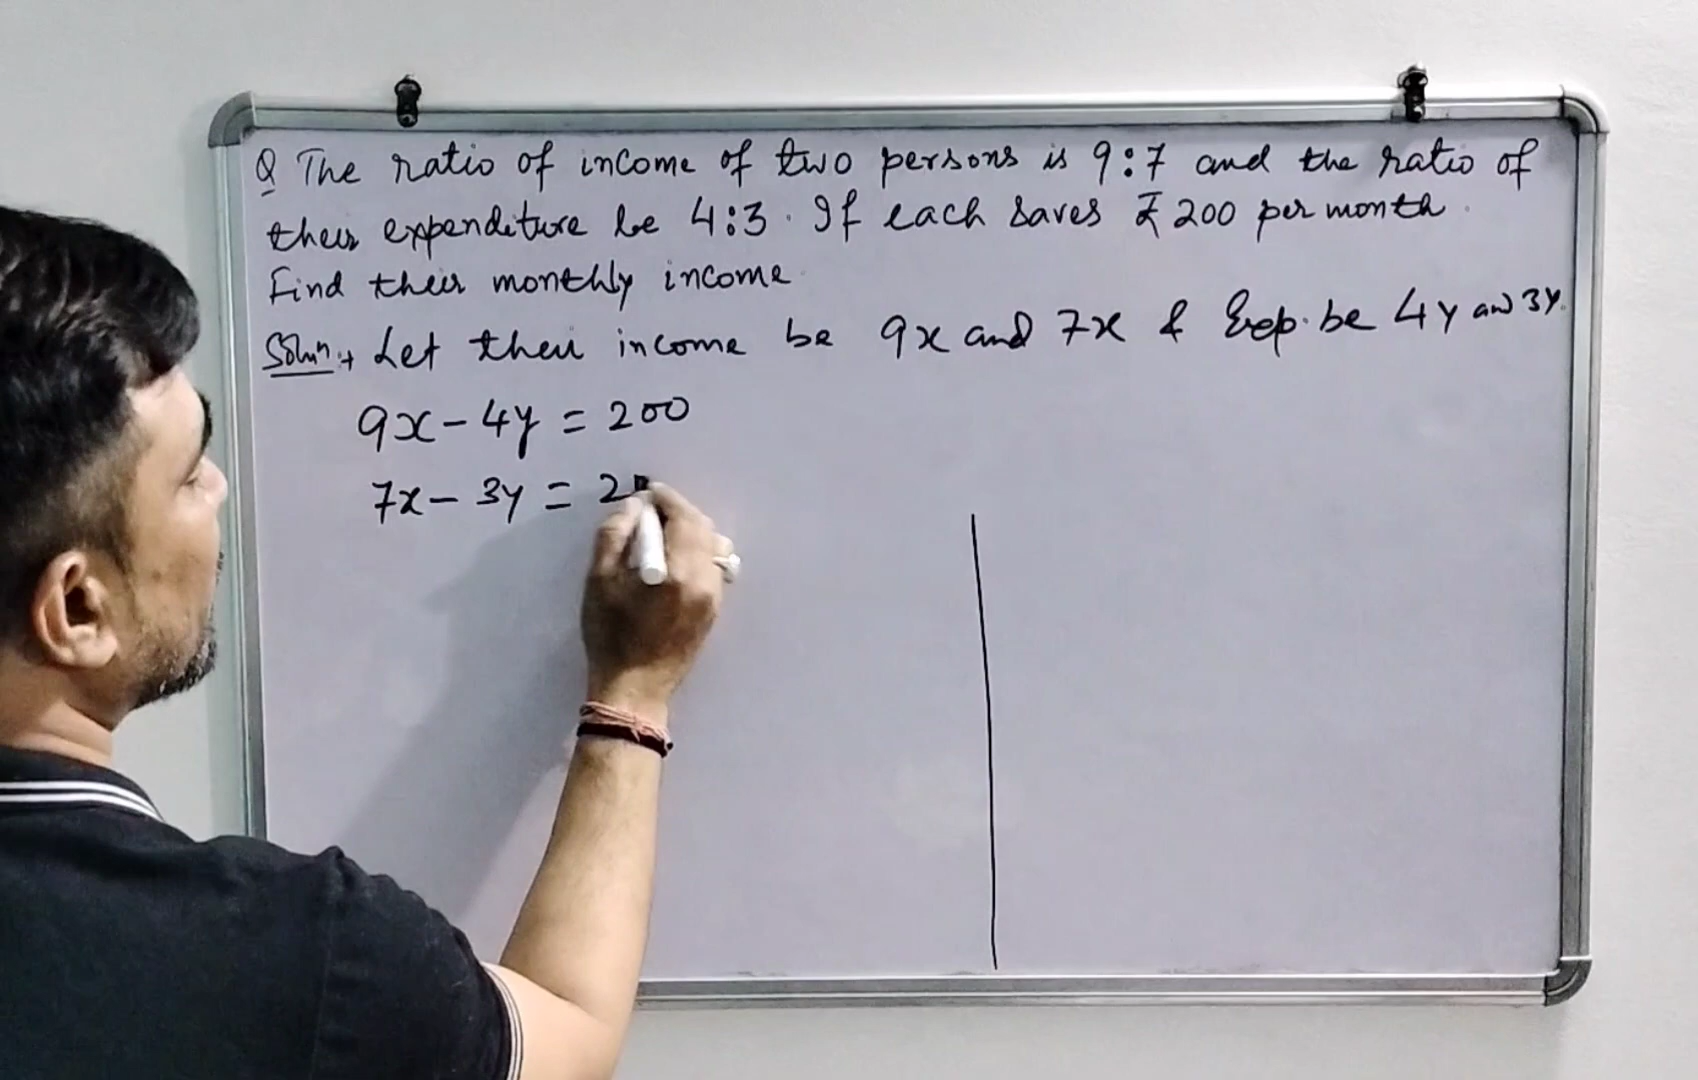 Q The ratio of income of two persons is 9:7 and the ratio of
their expenditure be 4:3. If each saves ₹ 200 per month.
Find their monthly income.
Soluⁿ:→ Let their income be 9x and 7x & Exp. be 4y and 3y.
9x - 4y = 200
7x - 3y = 2